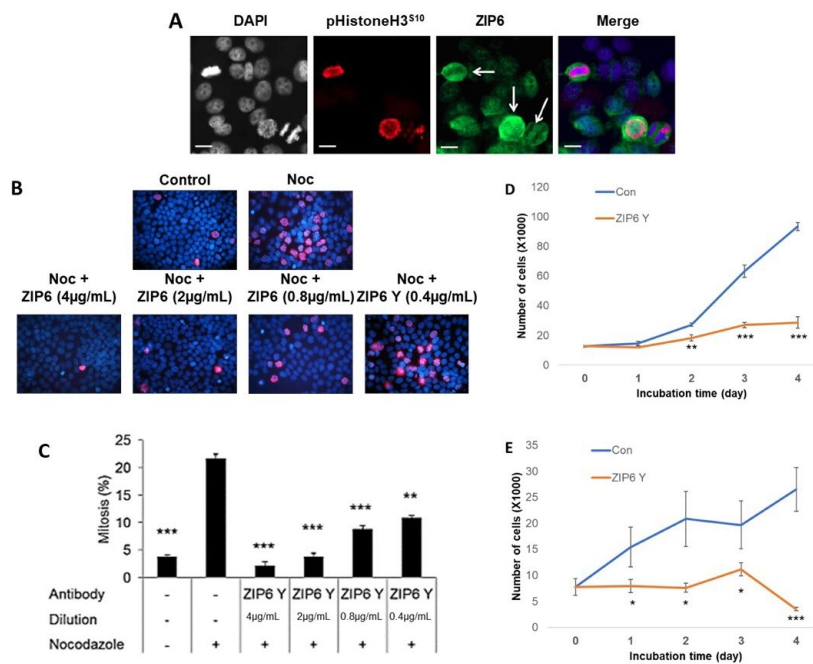 A
DAPI
pHistoneH3S10
ZIP6
Merge
B
Control
Noc
Noc +
ZIP6 (4µg/mL)
Noc +
ZIP6 (2µg/mL)
Noc +
ZIP6 (0.8µg/mL)
Noc +
ZIP6 Y (0.4µg/mL)
C
Mitosis (%)
25
20
15
10
5
0
***
***
***
***
**
Antibody - - ZIP6 Y ZIP6 Y ZIP6 Y ZIP6 Y
Dilution - - 4µg/mL 2µg/mL 0.8µg/mL 0.4µg/mL
Nocodazole - + + + + +
D
Number of cells (X1000)
120
100
80
60
40
20
0
Con
ZIP6 Y
**
***
***
0 1 2 3 4
Incubation time (day)
E
Number of cells (X1000)
35
30
25
20
15
10
5
0
Con
ZIP6 Y
*
*
*
***
0 1 2 3 4
Incubation time (day)